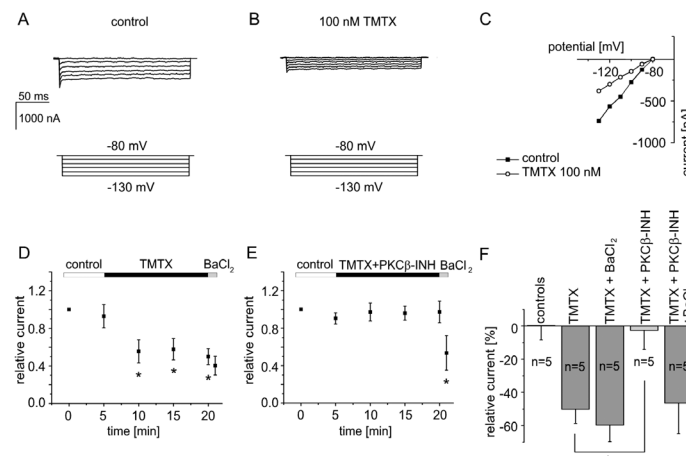 A
control
50 ms
1000 nA
-80 mV
-130 mV
B
100 nM TMTX
-80 mV
-130 mV
C
potential [mV]
-120
-80
-500
-1000
control
TMTX 100 nM
D
control
TMTX
BaCl2
relative current
1.2
0.8
0.4
0.0
*
*
*
0
5
10
15
20
time [min]
E
control
TMTX+PKCβ-INH
BaCl2
relative current
1.2
0.8
0.4
0.0
*
0
5
10
15
20
time [min]
F
controls
TMTX
TMTX + BaCl2
TMTX + PKCβ-INH
TMTX + PKCβ-INH
relative current [%]
0
-20
-40
-60
n=5
n=5
n=5
n=5
n=5